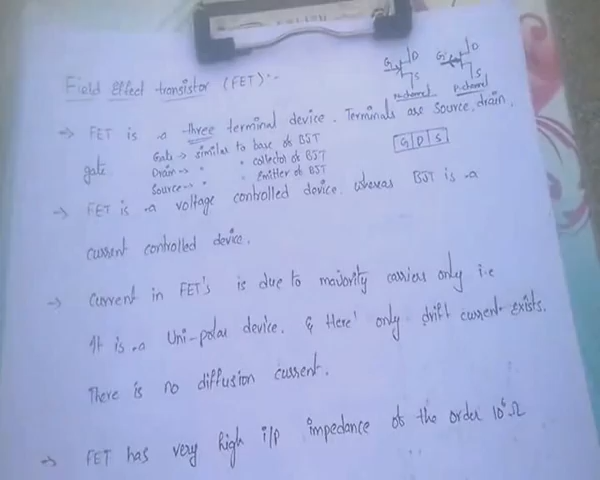 Field Effect transistor (FET):-
G D S G D S
n-channel p-channel
→ FET is a three terminal device. Terminals are source, drain,
gate. Gate → similar to base of BJT
Drain → " " collector of BJT
Source → " " Emitter of BJT
G D S
→ FET is a voltage controlled device. whereas BJT is a
current controlled device.
→ Current in FET's is due to majority carriers only i.e
It is a Uni-polar device. & Here' only drift current exists.
There is no diffusion current.
→ FET has very high i/p impedance of the order 10⁶ Ω